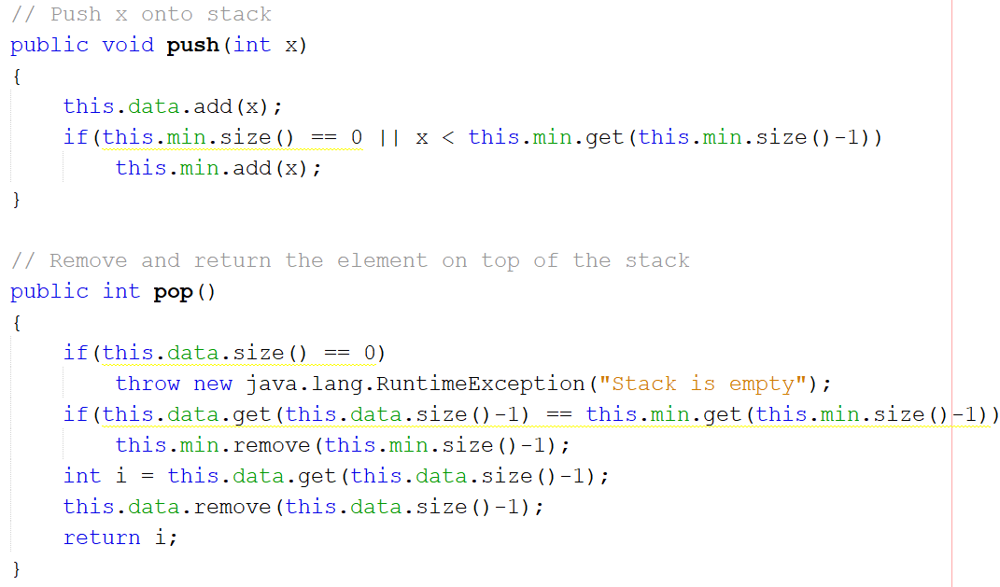 // Push x onto stack
public void push(int x)
{
    this.data.add(x);
    if(this.min.size() == 0 || x < this.min.get(this.min.size()-1))
        this.min.add(x);
}

// Remove and return the element on top of the stack
public int pop()
{
    if(this.data.size() == 0)
        throw new java.lang.RuntimeException("Stack is empty");
    if(this.data.get(this.data.size()-1) == this.min.get(this.min.size()-1))
        this.min.remove(this.min.size()-1);
    int i = this.data.get(this.data.size()-1);
    this.data.remove(this.data.size()-1);
    return i;
}